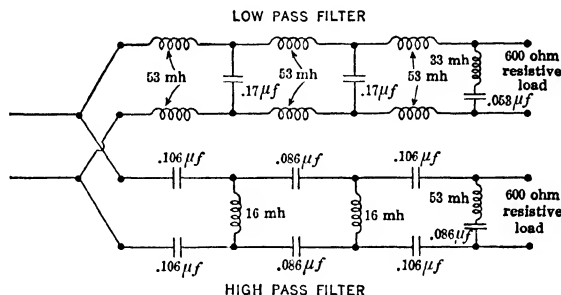 LOW PASS FILTER
53 mh
.17μf
53 mh
.17μf
53 mh
33 mh
.053μf
600 ohm
resistive
load
.106μf
.086μf
.106μf
16 mh
16 mh
53 mh
.086μf
600 ohm
resistive
load
.106μf
.086μf
.106μf
HIGH PASS FILTER